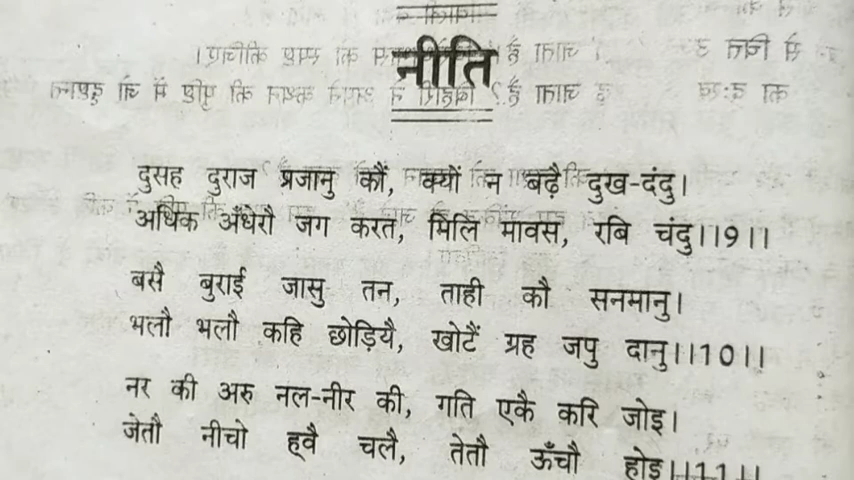 नीति
दुसह दुराज प्रजानु कौं, क्यों न बढ़ै दुख-दंदु।
अधिक अँधेरौ जग करत, मिलि मावस, रबि चंदु।।9।।
बसै बुराई जासु तन, ताही कौ सनमानु।
भलौ भलौ कहि छोड़ियै, खोटैं ग्रह जपु दानु।।10।।
नर की अरु नल-नीर की, गति एकै करि जोइ।
जेतौ नीचो ह्वै चलै, तेतौ ऊँचौ होइ।।11।।